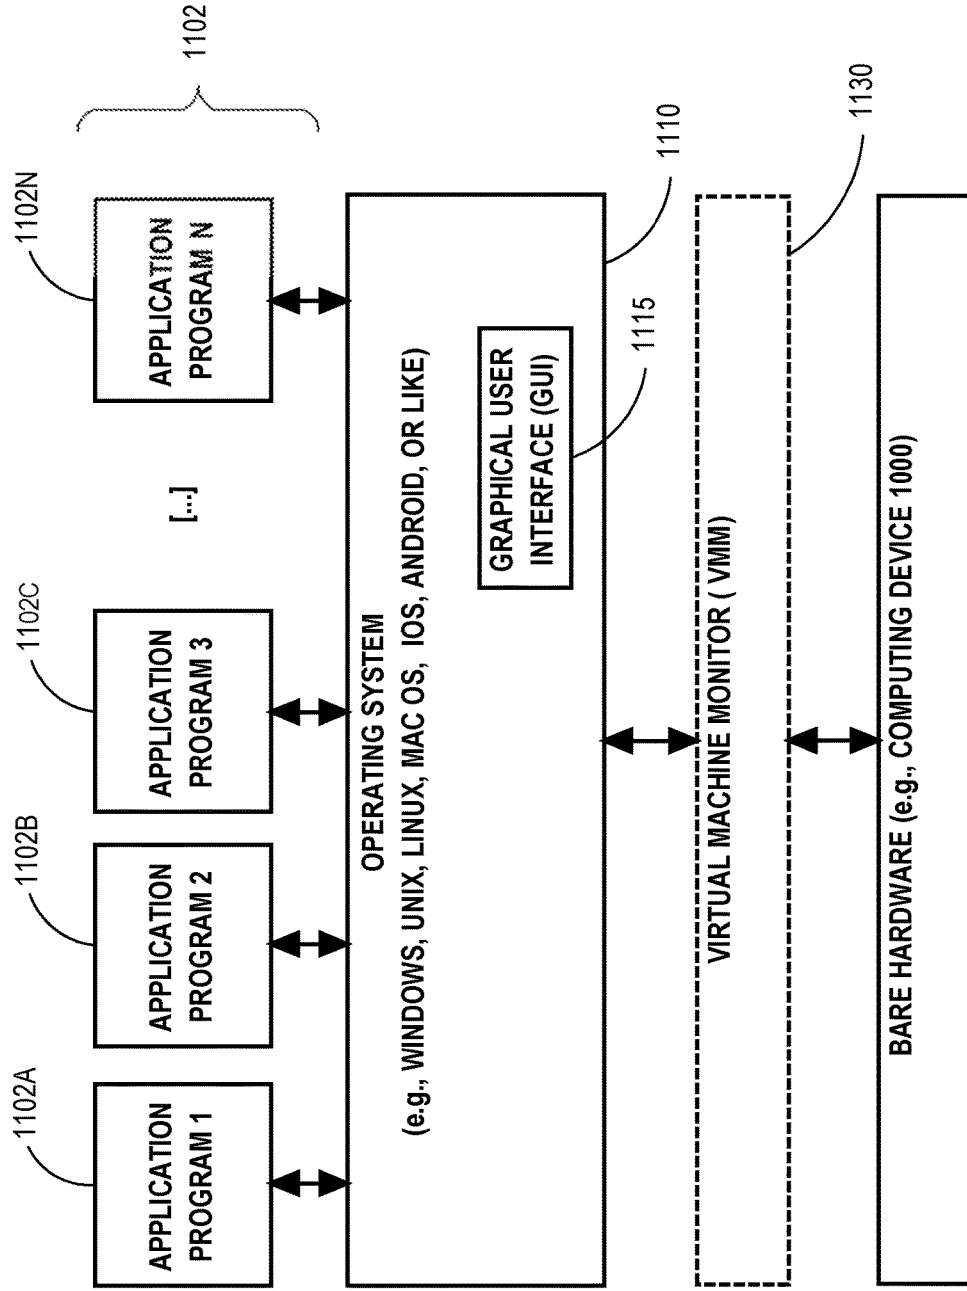 1102
1102A
1102B
1102C
1102N
APPLICATION
PROGRAM 1
APPLICATION
PROGRAM 2
APPLICATION
PROGRAM 3
[...]
APPLICATION
PROGRAM N
OPERATING SYSTEM
(e.g., WINDOWS, UNIX, LINUX, MAC OS, IOS, ANDROID, OR LIKE)
GRAPHICAL USER
INTERFACE (GUI)
1115
1110
VIRTUAL MACHINE MONITOR ( VMM)
1130
BARE HARDWARE (e.g., COMPUTING DEVICE 1000)